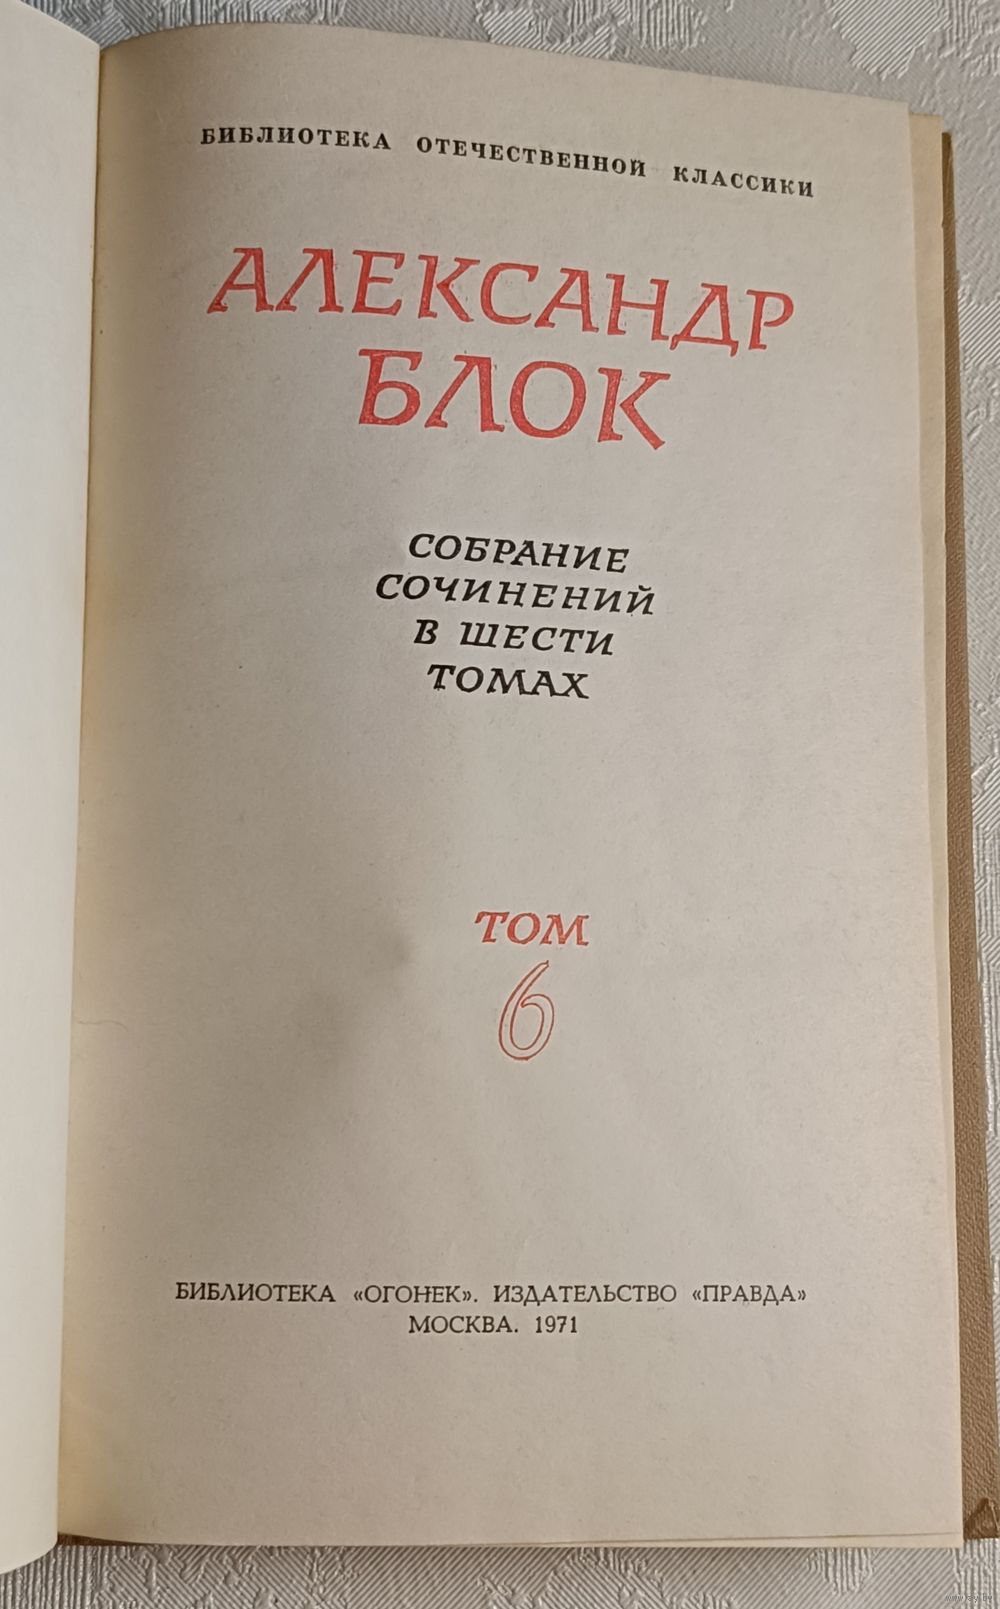 БИБЛИОТЕКА ОТЕЧЕСТВЕННОЙ КЛАССИКИ
АЛЕКСАНДР
БЛОК
СОБРАНИЕ
СОЧИНЕНИЙ
В ШЕСТИ
ТОМАХ
ТОМ
6
БИБЛИОТЕКА «ОГОНЕК». ИЗДАТЕЛЬСТВО «ПРАВДА»
МОСКВА. 1971